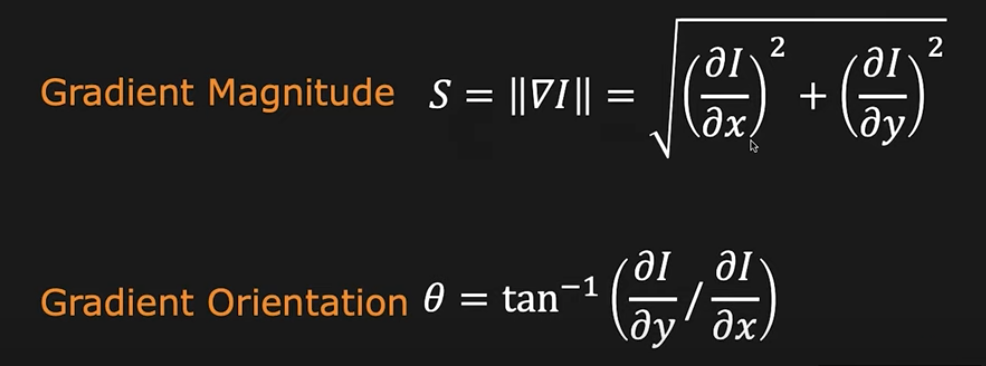 Gradient Magnitude S = ‖∇I‖ = √((∂I/∂x)² + (∂I/∂y)²)
Gradient Orientation θ = tan⁻¹(∂I/∂y / ∂I/∂x)